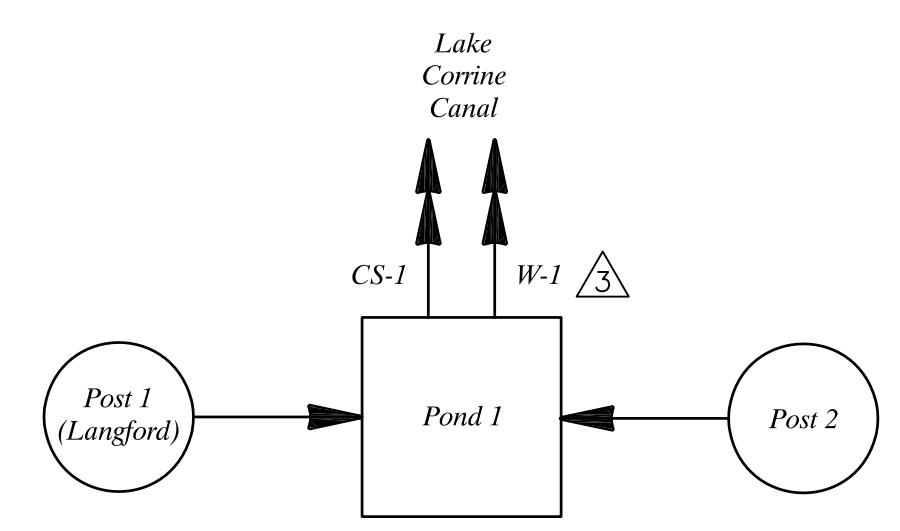 Lake
Corrine
Canal
CS-1
W-1
3
Post 1
(Langford)
Pond 1
Post 2